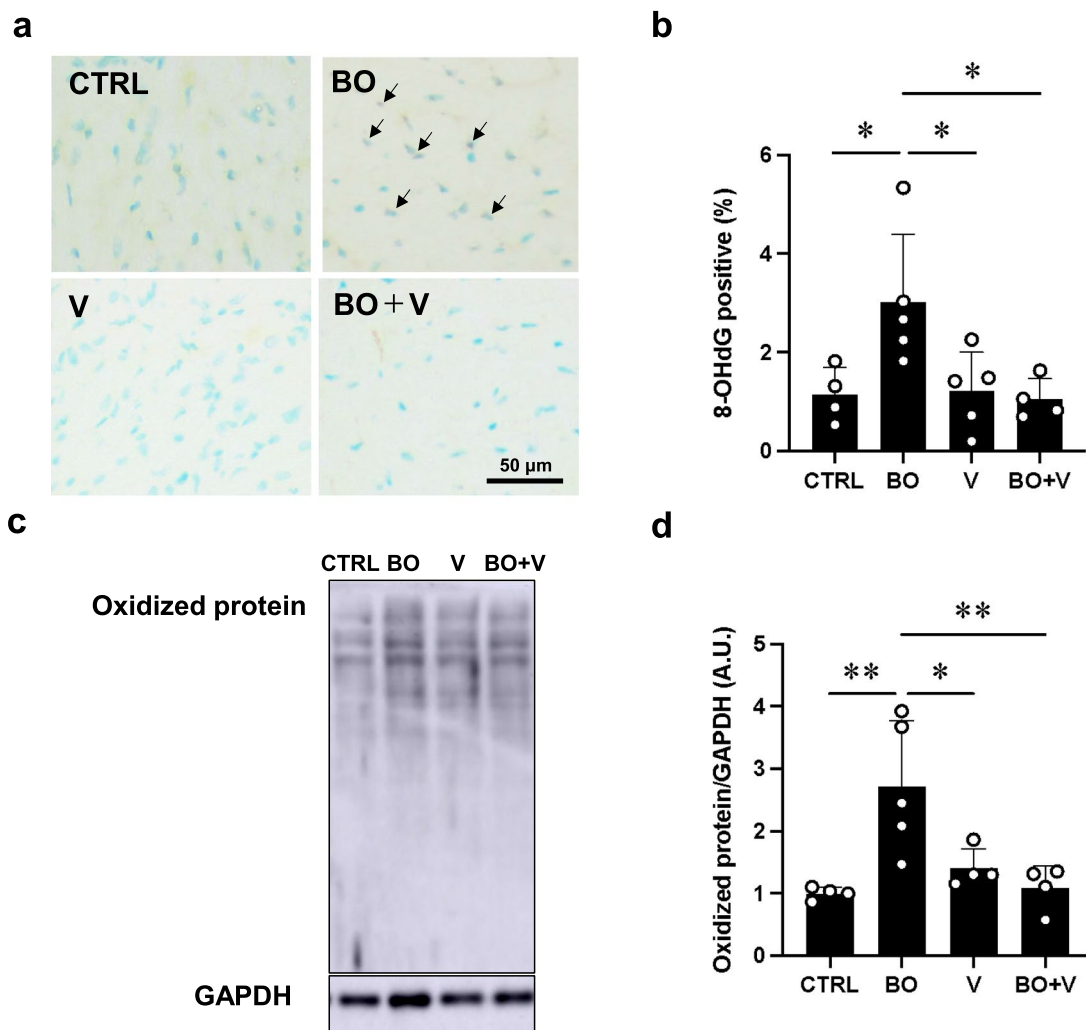 a
CTRL
BO
V
BO+V
50 µm
b
8-OHdG positive (%)
6
4
2
0
*
*
*
CTRL BO V BO+V
c
CTRL BO V BO+V
Oxidized protein
GAPDH
d
Oxidized protein/GAPDH (A.U.)
5
4
3
2
1
0
**
**
*
CTRL BO V BO+V